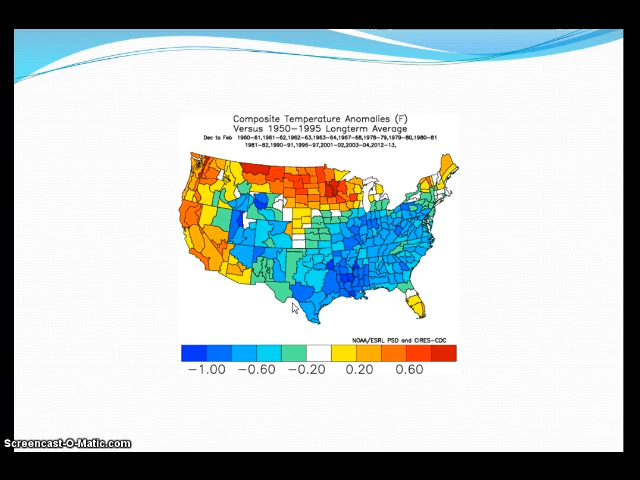 Composite Temperature Anomalies (F)
Versus 1950-1995 Longterm Average
Dec to Feb 1960-61,1961-62,1962-63,1963-64,1967-68,1978-79,1979-80,1980-81
1981-82,1990-91,1996-97,2001-02,2003-04,2012-13,
NOAA/ESRL PSD and CIRES-CDC
-1.00 -0.60 -0.20 0.20 0.60
Screencast-O-Matic.com